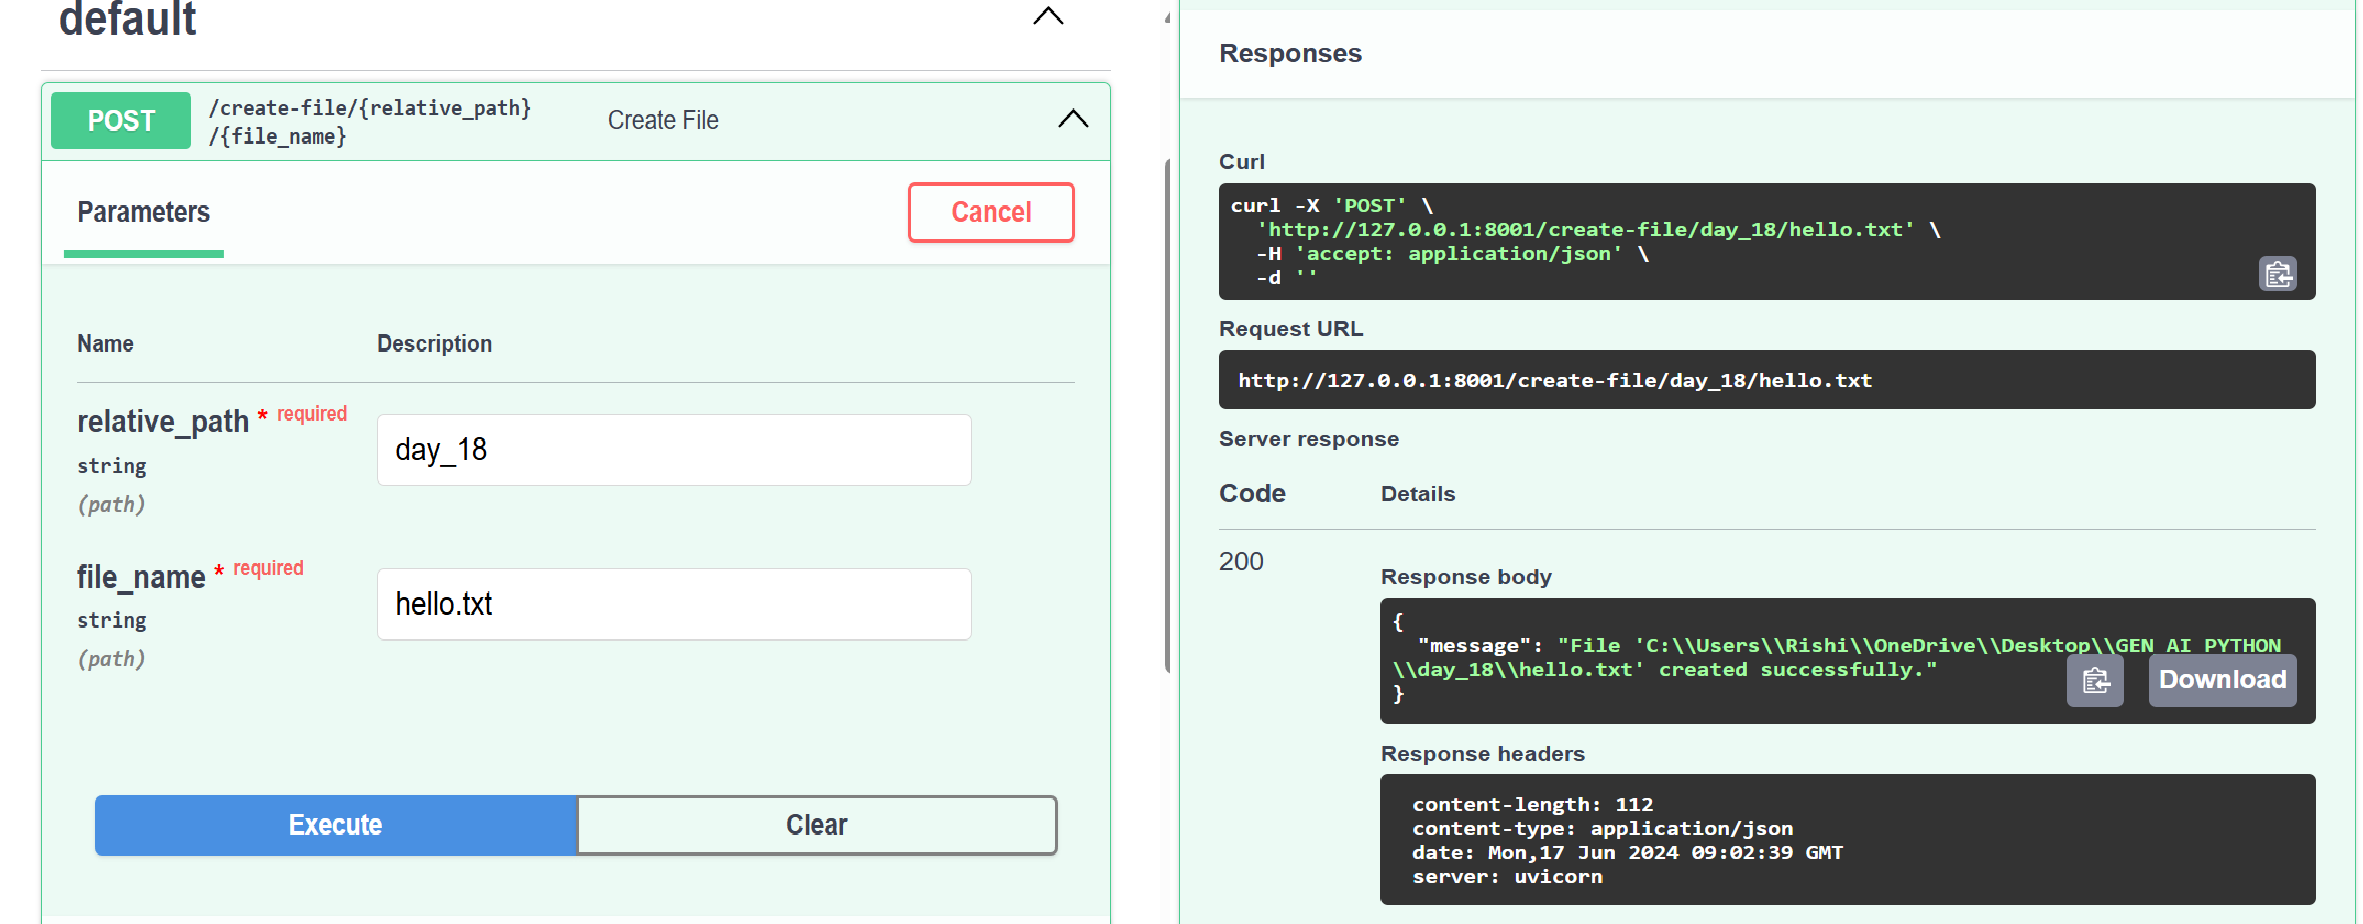 default
POST
/create-file/{relative_path}
/{file_name}
Create File
Parameters
Cancel
Name
Description
relative_path * required
string
(path)
day_18
file_name * required
string
(path)
hello.txt
Execute
Clear
Responses
Curl
curl -X 'POST' \
'http://127.0.0.1:8001/create-file/day_18/hello.txt' \
-H 'accept: application/json' \
-d ''
Request URL
http://127.0.0.1:8001/create-file/day_18/hello.txt
Server response
Code
Details
200
Response body
{
"message": "File 'C:\\Users\\Rishi\\OneDrive\\Desktop\\GEN AI PYTHON
\\day_18\\hello.txt' created successfully."
}
Download
Response headers
content-length: 112
content-type: application/json
date: Mon,17 Jun 2024 09:02:39 GMT
server: uvicorn